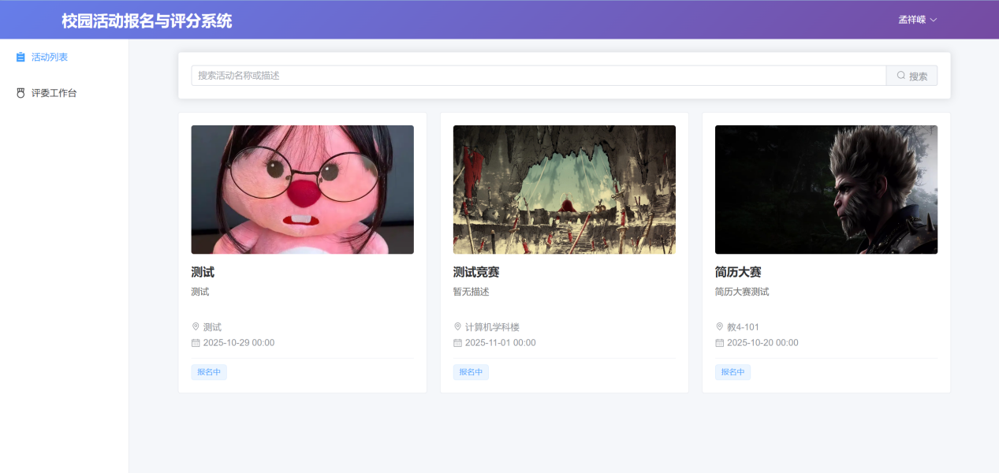 校园活动报名与评分系统
孟祥嵘
活动列表
评委工作台
搜索活动名称或描述
搜索
测试
测试
测试
2025-10-29 00:00
报名中
测试竞赛
暂无描述
计算机学科楼
2025-11-01 00:00
报名中
简历大赛
简历大赛测试
教4-101
2025-10-20 00:00
报名中